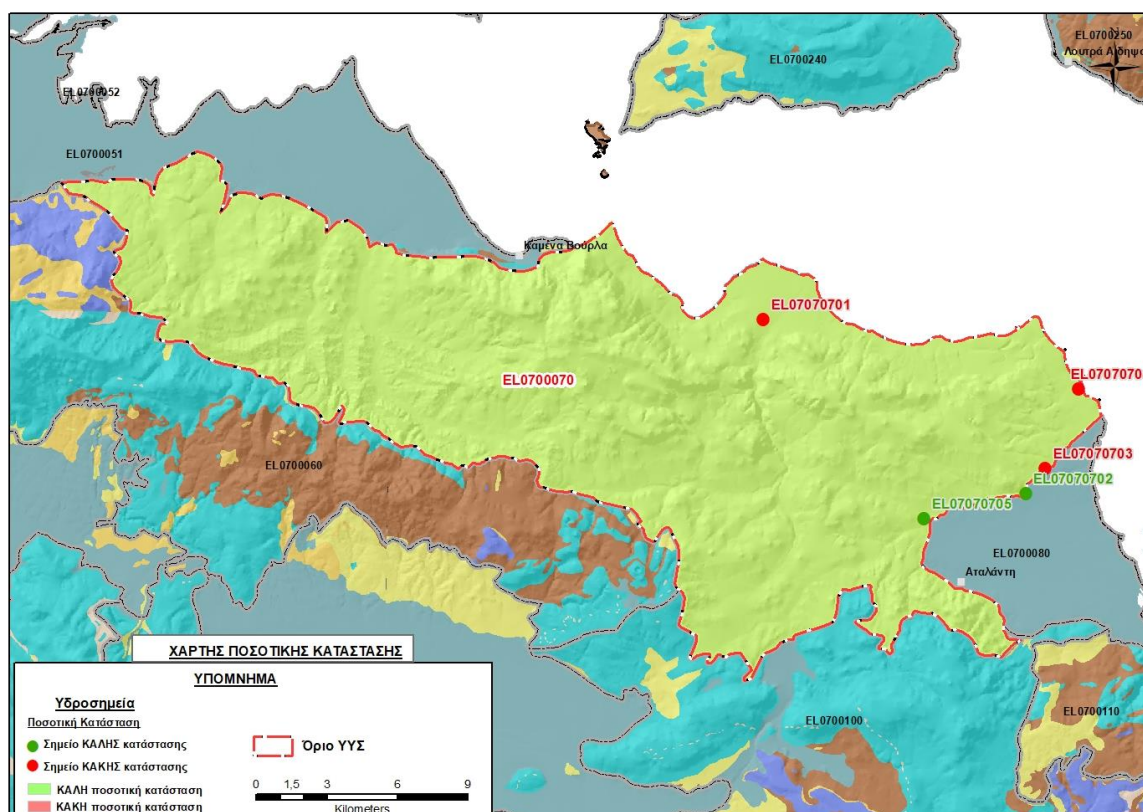 EL0700250
Λουτρά Αιδηψο
EL0700240
EL0700052
EL0700051
Καμένα Βούρλα
EL07070701
EL0700070
EL0707070
EL07070703
EL07070702
EL0700060
EL07070705
EL0700080
Αταλάντη
EL0700110
EL0700100
ΧΑΡΤΗΣ ΠΟΣΟΤΙΚΗΣ ΚΑΤΑΣΤΑΣΗΣ
ΥΠΟΜΝΗΜΑ
Υδροσημεία
Ποσοτική Κατάσταση
Σημείο ΚΑΛΗΣ κατάστασης
Όριο ΥΥΣ
Σημείο ΚΑΚΗΣ κατάστασης
ΚΑΛΗ ποσοτική κατάσταση
0 1,5 3 6 9
ΚΑΚΗ ποσοτική κατάσταση
Kilometers